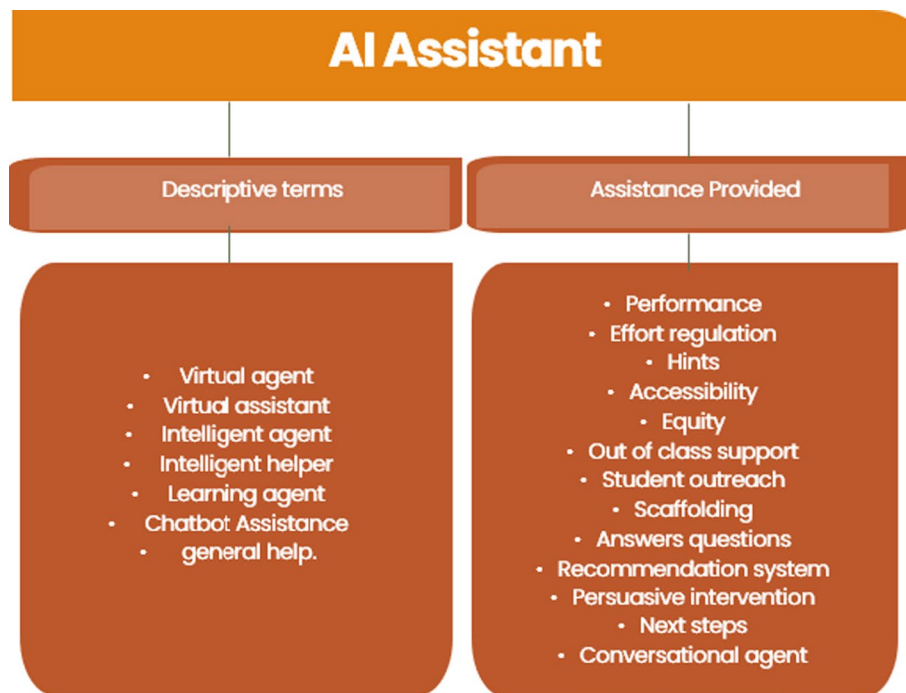 AI Assistant
Descriptive terms
• Virtual agent
• Virtual assistant
• Intelligent agent
• Intelligent helper
• Learning agent
• Chatbot Assistance
• general help.
Assistance Provided
• Performance
• Effort regulation
• Hints
• Accessibility
• Equity
• Out of class support
• Student outreach
• Scaffolding
• Answers questions
• Recommendation system
• Persuasive intervention
• Next steps
• Conversational agent